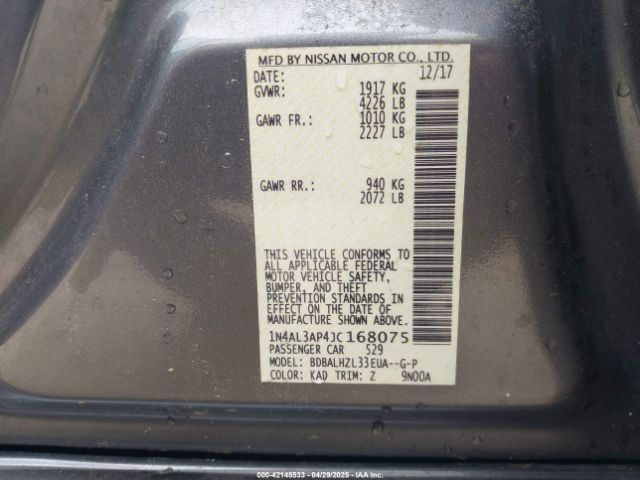 MFD BY NISSAN MOTOR CO., LTD.
DATE: 12/17
GVWR: 1917 KG
4226 LB
GAWR FR.: 1010 KG
2227 LB
GAWR RR.: 940 KG
2072 LB
THIS VEHICLE CONFORMS TO
ALL APPLICABLE FEDERAL
MOTOR VEHICLE SAFETY,
BUMPER, AND THEFT
PREVENTION STANDARDS IN
EFFECT ON THE DATE OF
MANUFACTURE SHOWN ABOVE.
1N4AL3AP4JC168075
PASSENGER CAR 529
MODEL: BDBALHZL33EUA--G-P
COLOR: KAD TRIM: Z 9N00A
000-42148533 - 04/29/2025 - IAA Inc.